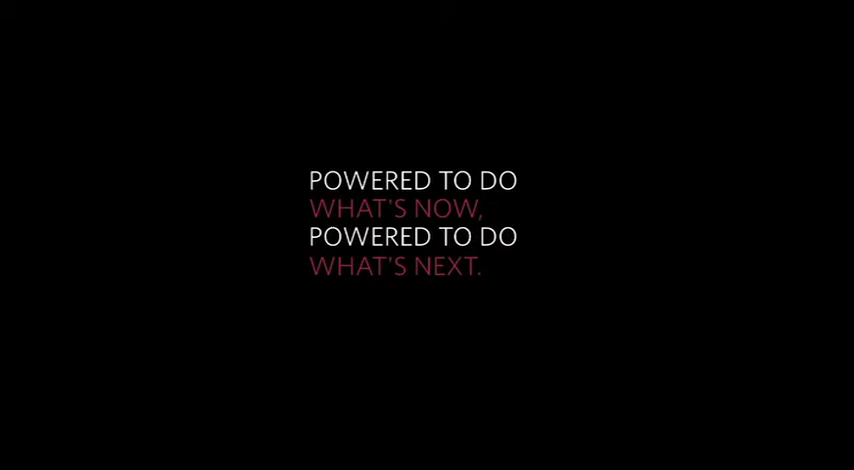 POWERED TO DO
WHAT'S NOW,
POWERED TO DO
WHAT'S NEXT.